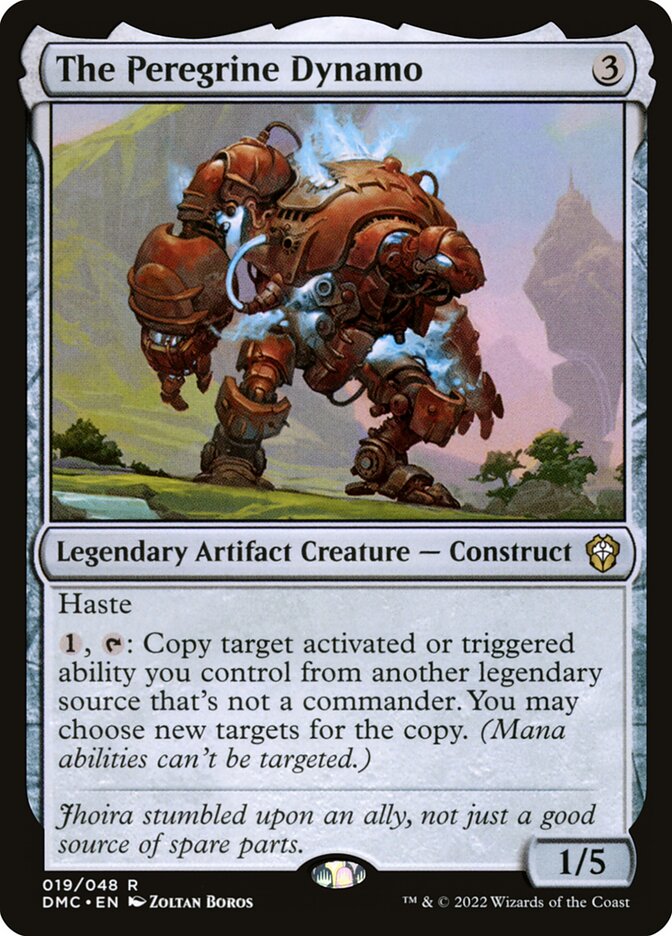 The Peregrine Dynamo 3
Legendary Artifact Creature — Construct
Haste
1, : Copy target activated or triggered
ability you control from another legendary
source that's not a commander. You may
choose new targets for the copy. (Mana
abilities can't be targeted.)
Jhoira stumbled upon an ally, not just a good
source of spare parts.
1/5
019/048 R
DMC • EN Zoltan Boros ™ & © 2022 Wizards of the Coast